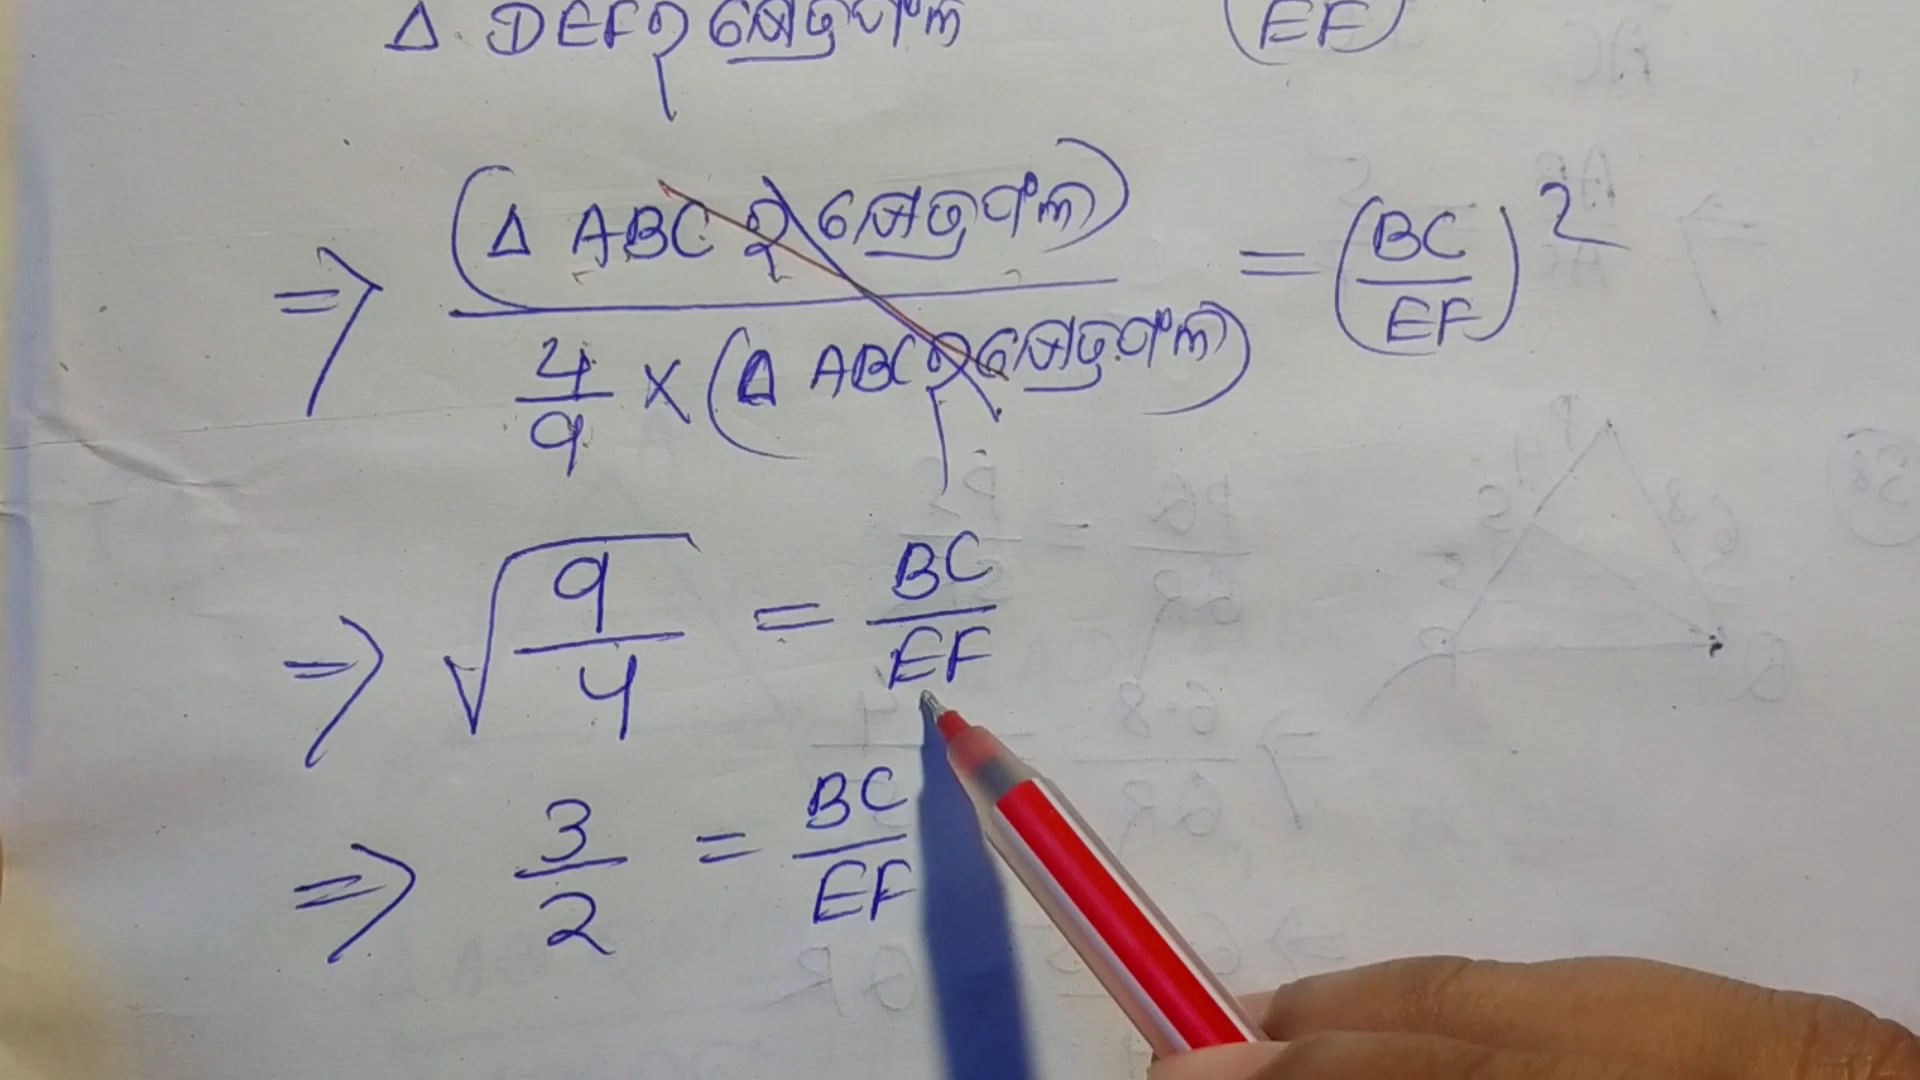 Δ DEFର କ୍ଷେତ୍ରଫଳ (EF)
⇒ (Δ ABC ର କ୍ଷେତ୍ରଫଳ) / 4/9 × (Δ ABC ର କ୍ଷେତ୍ରଫଳ) = (BC/EF)²
⇒ √9/4 = BC/EF
⇒ 3/2 = BC/EF